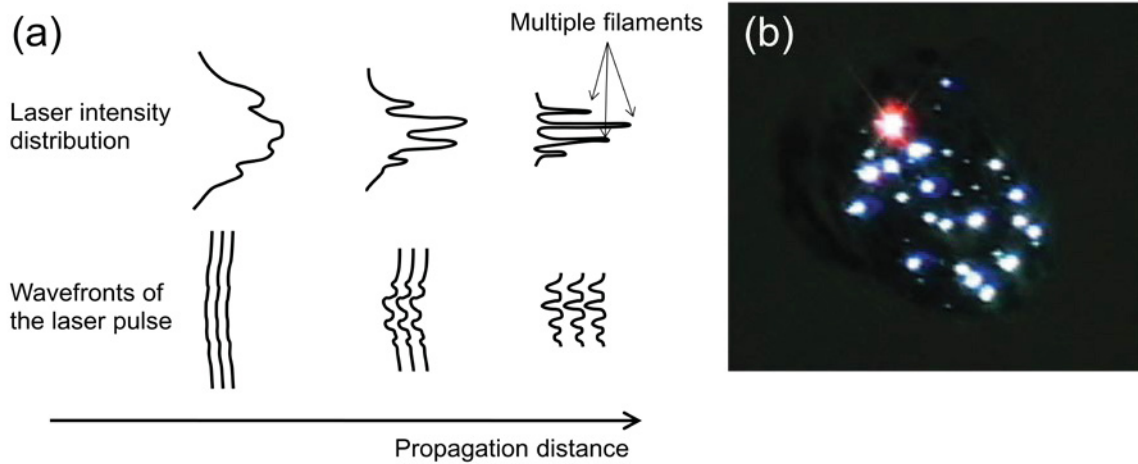 (a)
Multiple filaments
Laser intensity
distribution
Wavefronts of
the laser pulse
Propagation distance
(b)